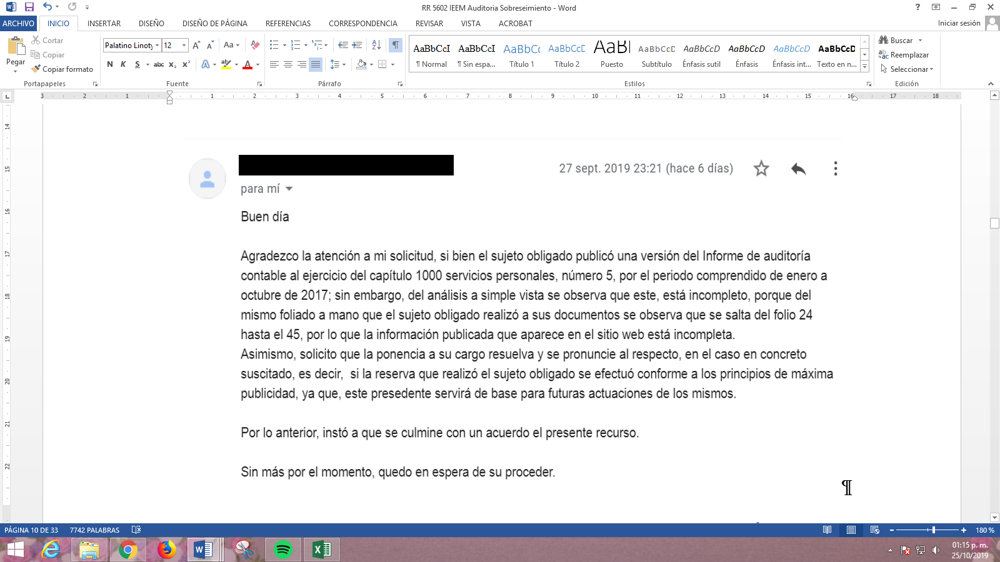 RR 5602 IEEM Auditoria Sobreseimiento - Word
ARCHIVO INICIO INSERTAR DISEÑO DISEÑO DE PÁGINA REFERENCIAS CORRESPONDENCIA REVISAR VISTA ACROBAT Iniciar sesión
Pegar
Cortar
Copiar
Copiar formato
Portapapeles
Palatino Linoty 12
N K S abc x₂ x²
Fuente
Párrafo
AaBbCcI AaBbCcI AaBbCc AaBbCcD AaB AaBbCcD AaBbCcD AaBbCcD AaBbCcD AaBbCcD
¶ Normal ¶ Sin espa... Título 1 Título 2 Puesto Subtítulo Énfasis sutil Énfasis Énfasis int... Texto en n...
Estilos
Buscar
Reemplazar
Seleccionar
Edición
3 2 1 1 2 3 4 5 6 7 8 9 10 11 12 13 14 15 16 17 18
14
15
16
17
18
19
20
21
22
27 sept. 2019 23:21 (hace 6 días)
para mí
Buen día
Agradezco la atención a mi solicitud, si bien el sujeto obligado publicó una versión del Informe de auditoría
contable al ejercicio del capítulo 1000 servicios personales, número 5, por el periodo comprendido de enero a
octubre de 2017; sin embargo, del análisis a simple vista se observa que este, está incompleto, porque del
mismo foliado a mano que el sujeto obligado realizó a sus documentos se observa que se salta del folio 24
hasta el 45, por lo que la información publicada que aparece en el sitio web está incompleta.
Asimismo, solicito que la ponencia a su cargo resuelva y se pronuncie al respecto, en el caso en concreto
suscitado, es decir,  si la reserva que realizó el sujeto obligado se efectuó conforme a los principios de máxima
publicidad, ya que, este presedente servirá de base para futuras actuaciones de los mismos.
Por lo anterior, instó a que se culmine con un acuerdo el presente recurso.
Sin más por el momento, quedo en espera de su proceder.
¶
PÁGINA 10 DE 33 7742 PALABRAS 180 %
01:15 p. m.
25/10/2019